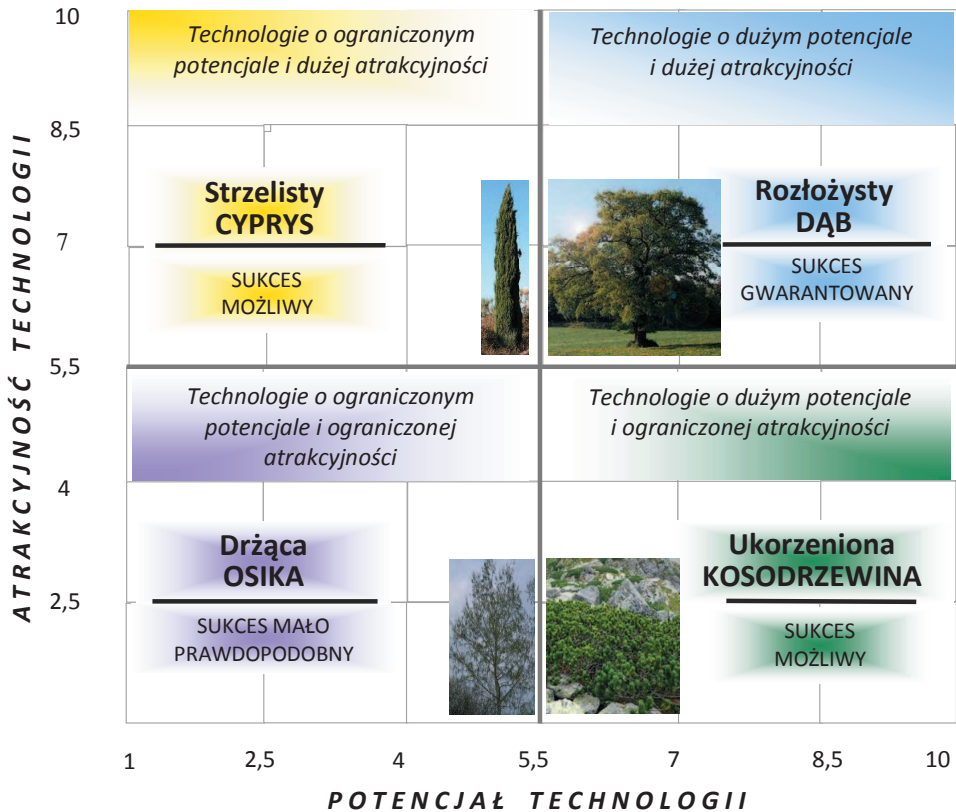 ATRAKCYJNOŚĆ TECHNOLOGII
10
8,5
7
5,5
4
2,5
Technologie o ograniczonym
potencjale i dużej atrakcyjności
Technologie o dużym potencjale
i dużej atrakcyjności
Strzelisty
CYPRYS
SUKCES
MOŻLIWY
Rozłożysty
DĄB
SUKCES
GWARANTOWANY
Technologie o ograniczonym
potencjale i ograniczonej
atrakcyjności
Technologie o dużym potencjale
i ograniczonej atrakcyjności
Drżąca
OSIKA
SUKCES MAŁO
PRAWDOPODOBNY
Ukorzeniona
KOSODRZEWINA
SUKCES
MOŻLIWY
1 2,5 4 5,5 7 8,5 10
POTENCJAŁ TECHNOLOGII